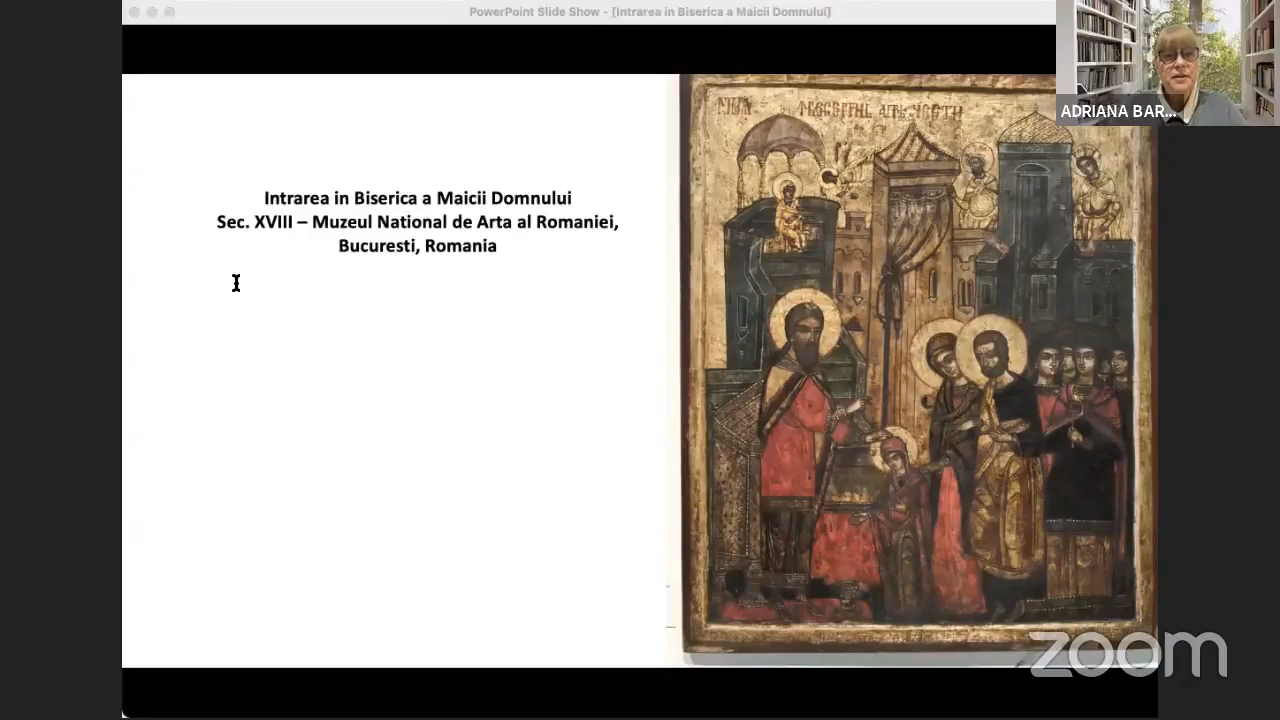 PowerPoint Slide Show - [Intrarea in Biserica a Maicii Domnului]
ADRIANA BAR...
Intrarea in Biserica a Maicii Domnului
Sec. XVIII – Muzeul National de Arta al Romaniei,
Bucuresti, Romania
zoom